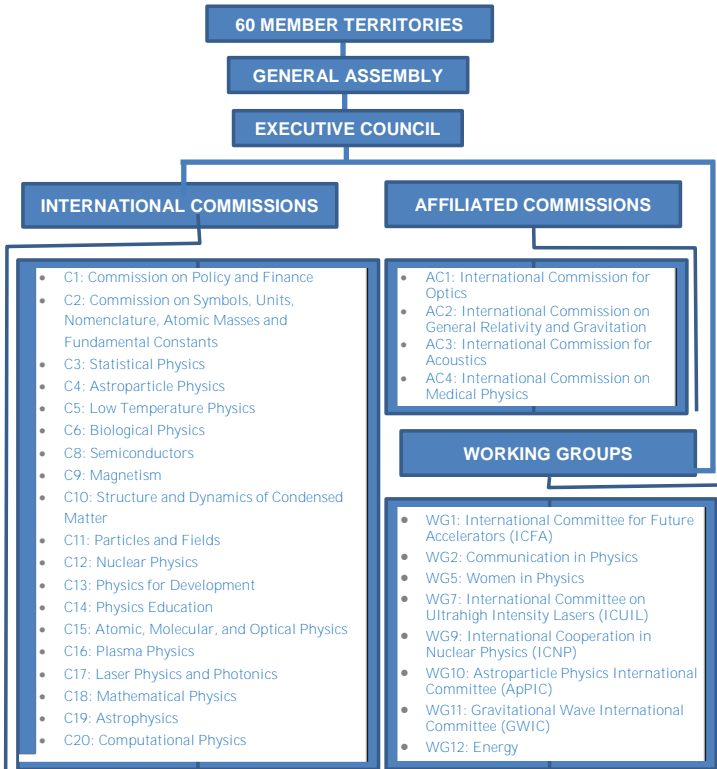 60 MEMBER TERRITORIES
GENERAL ASSEMBLY
EXECUTIVE COUNCIL
INTERNATIONAL COMMISSIONS
• C1: Commission on Policy and Finance
• C2: Commission on Symbols, Units,
Nomenclature, Atomic Masses and
Fundamental Constants
• C3: Statistical Physics
• C4: Astroparticle Physics
• C5: Low Temperature Physics
• C6: Biological Physics
• C8: Semiconductors
• C9: Magnetism
• C10: Structure and Dynamics of Condensed
Matter
• C11: Particles and Fields
• C12: Nuclear Physics
• C13: Physics for Development
• C14: Physics Education
• C15: Atomic, Molecular, and Optical Physics
• C16: Plasma Physics
• C17: Laser Physics and Photonics
• C18: Mathematical Physics
• C19: Astrophysics
• C20: Computational Physics
AFFILIATED COMMISSIONS
• AC1: International Commission for
Optics
• AC2: International Commission on
General Relativity and Gravitation
• AC3: International Commission for
Acoustics
• AC4: International Commission on
Medical Physics
WORKING GROUPS
• WG1: International Committee for Future
Accelerators (ICFA)
• WG2: Communication in Physics
• WG5: Women in Physics
• WG7: International Committee on
Ultrahigh Intensity Lasers (ICUIL)
• WG9: International Cooperation in
Nuclear Physics (ICNP)
• WG10: Astroparticle Physics International
Committee (ApPIC)
• WG11: Gravitational Wave International
Committee (GWIC)
• WG12: Energy